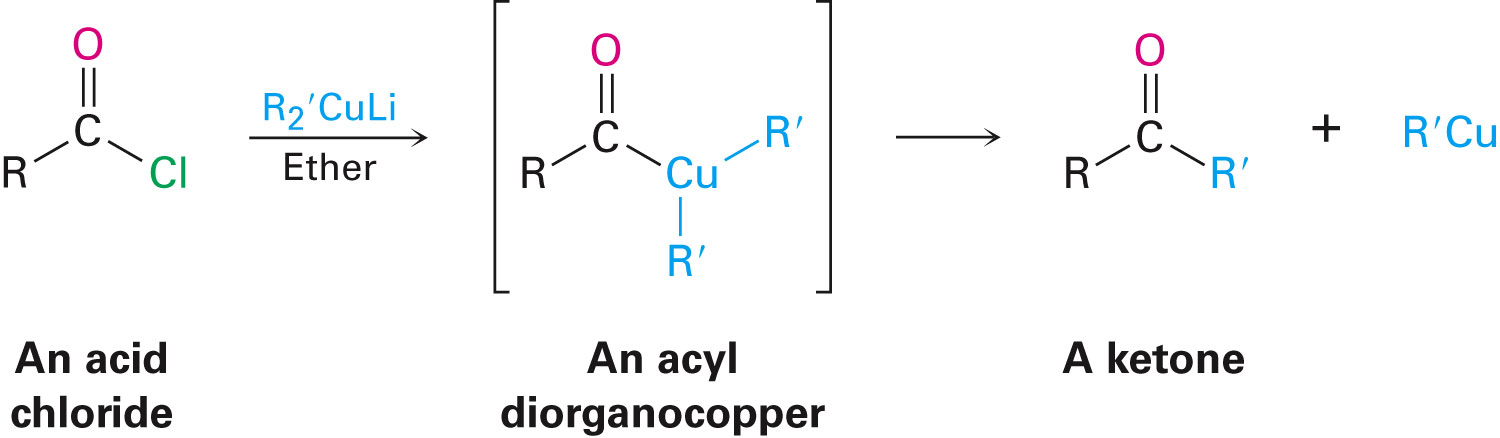 O
C
R
Cl
R₂′CuLi
Ether
O
C
R
Cu
R′
R′
O
C
R
R′
+
R′Cu
An acid
chloride
An acyl
diorganocopper
A ketone